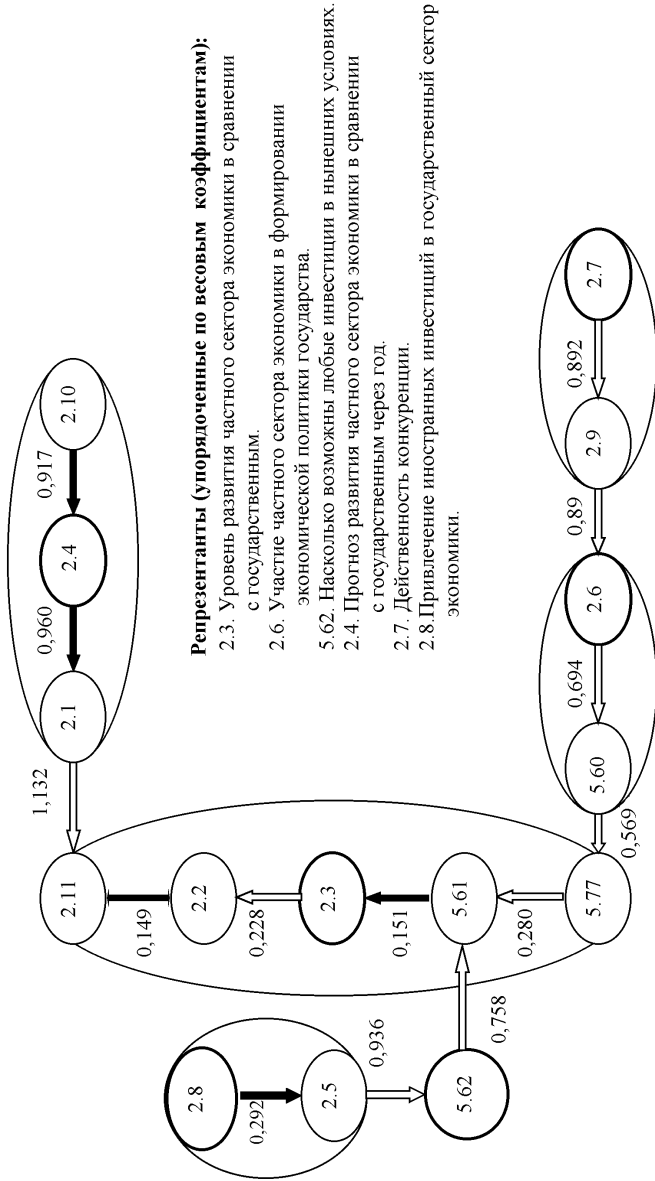 2.10
0,917
2.4
0,960
2.1
1,132
2.11
0,149
2.2
0,228
2.3
0,151
5.61
0,280
5.77
2.8
0,292
2.5
0,936
5.62
0,758
0,569
5.60
0,694
2.6
0,89
2.9
0,892
2.7
Репрезентанты (упорядоченные по весовым коэффициентам):
2.3. Уровень развития частного сектора экономики в сравнении
с государственным.
2.6. Участие частного сектора экономики в формировании
экономической политики государства.
5.62. Насколько возможны любые инвестиции в нынешних условиях.
2.4. Прогноз развития частного сектора экономики в сравнении
с государственным через год.
2.7. Действенность конкуренции.
2.8.Привлечение иностранных инвестиций в государственный сектор
экономики.